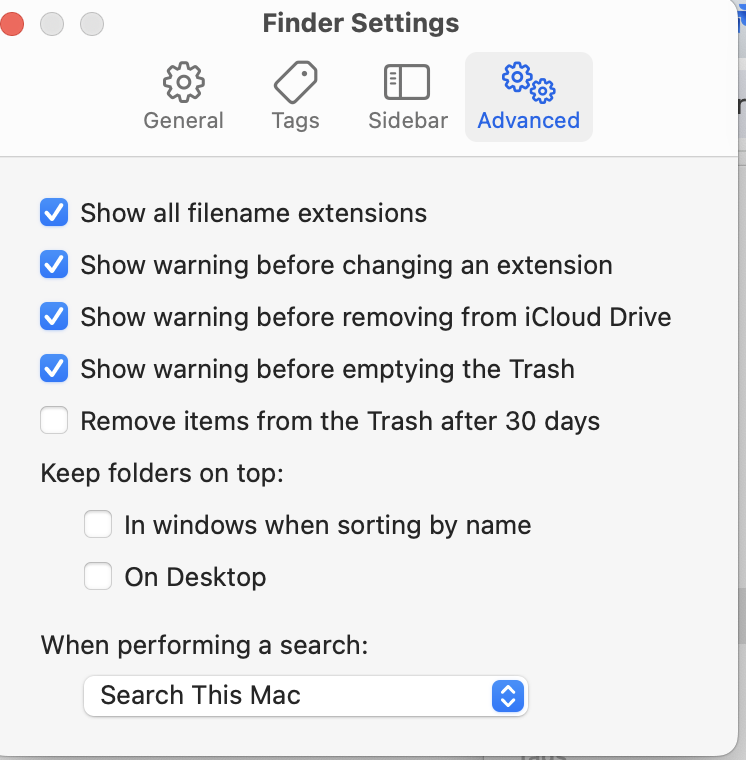 Finder Settings
General Tags Sidebar Advanced
Show all filename extensions
Show warning before changing an extension
Show warning before removing from iCloud Drive
Show warning before emptying the Trash
Remove items from the Trash after 30 days
Keep folders on top:
In windows when sorting by name
On Desktop
When performing a search:
Search This Mac